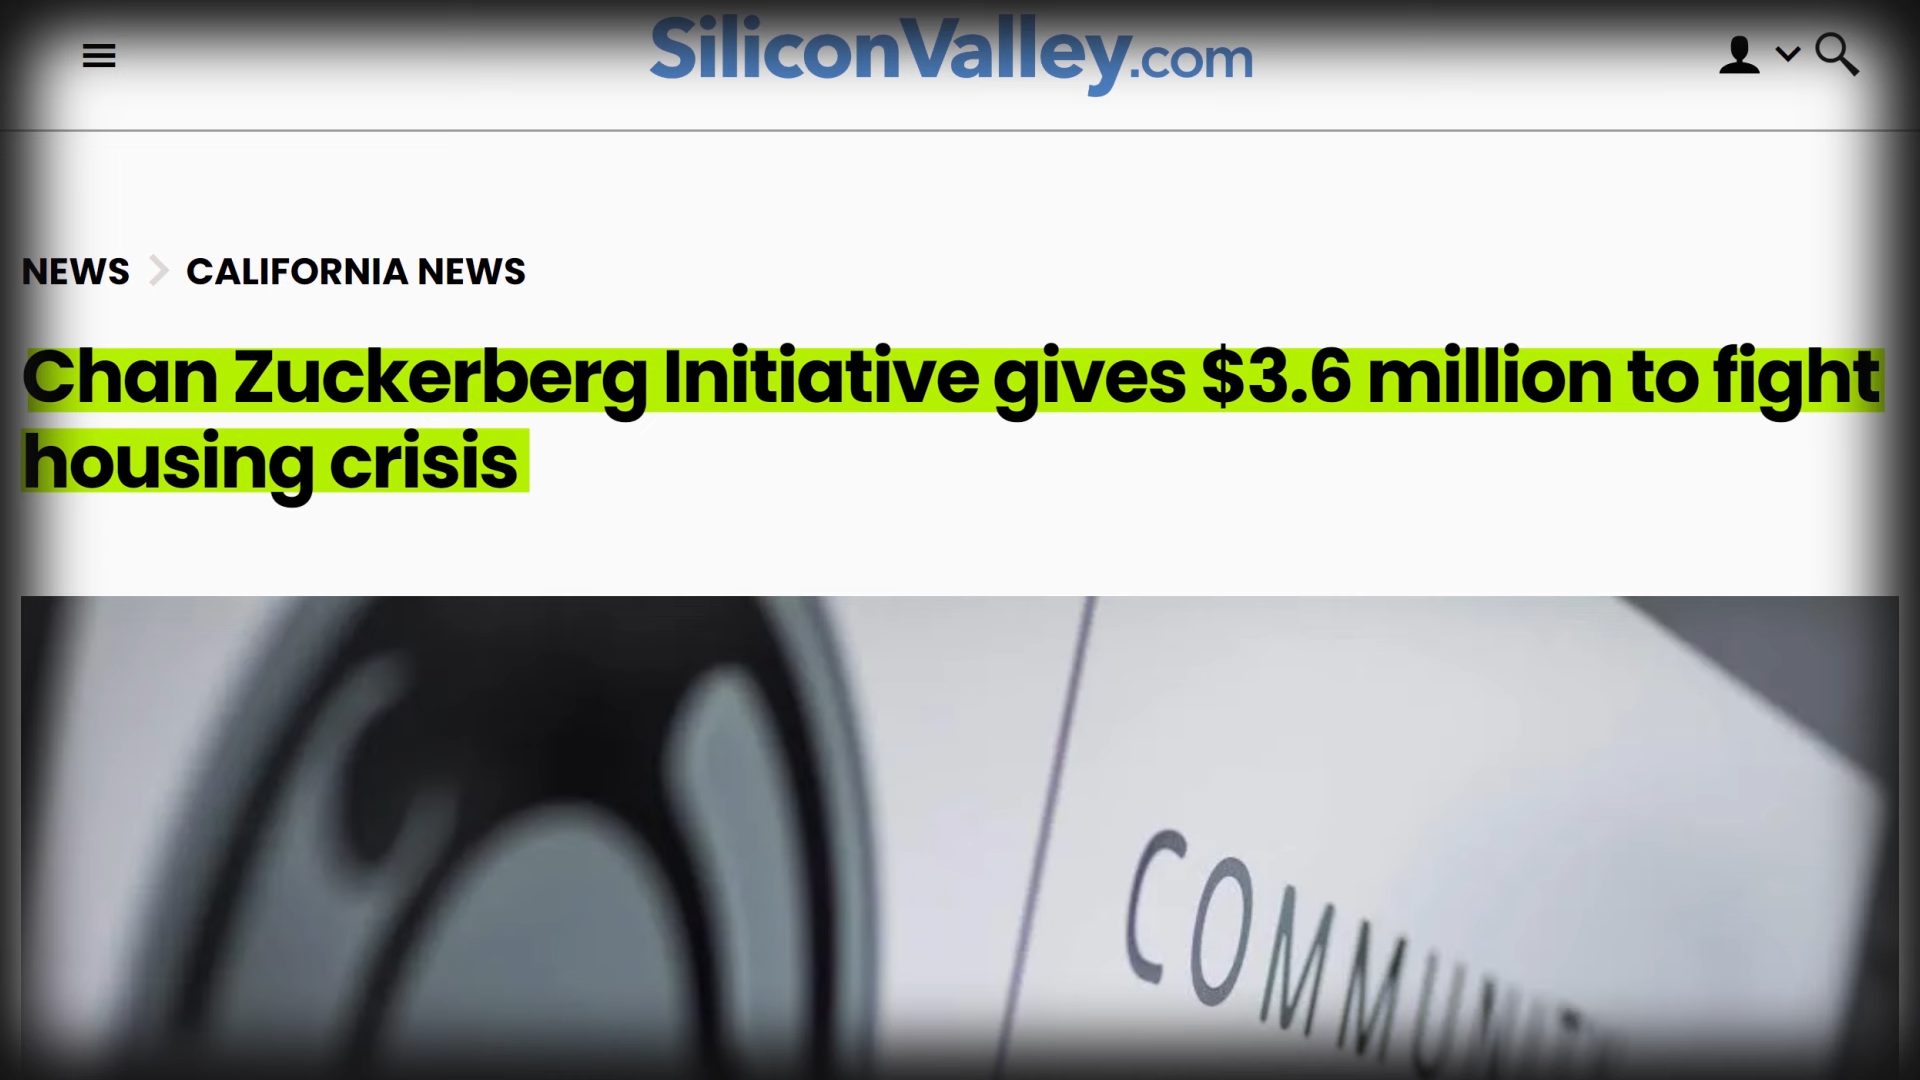 SiliconValley.com
NEWS
CALIFORNIA NEWS
Chan Zuckerberg Initiative gives $3.6 million to fight
housing crisis